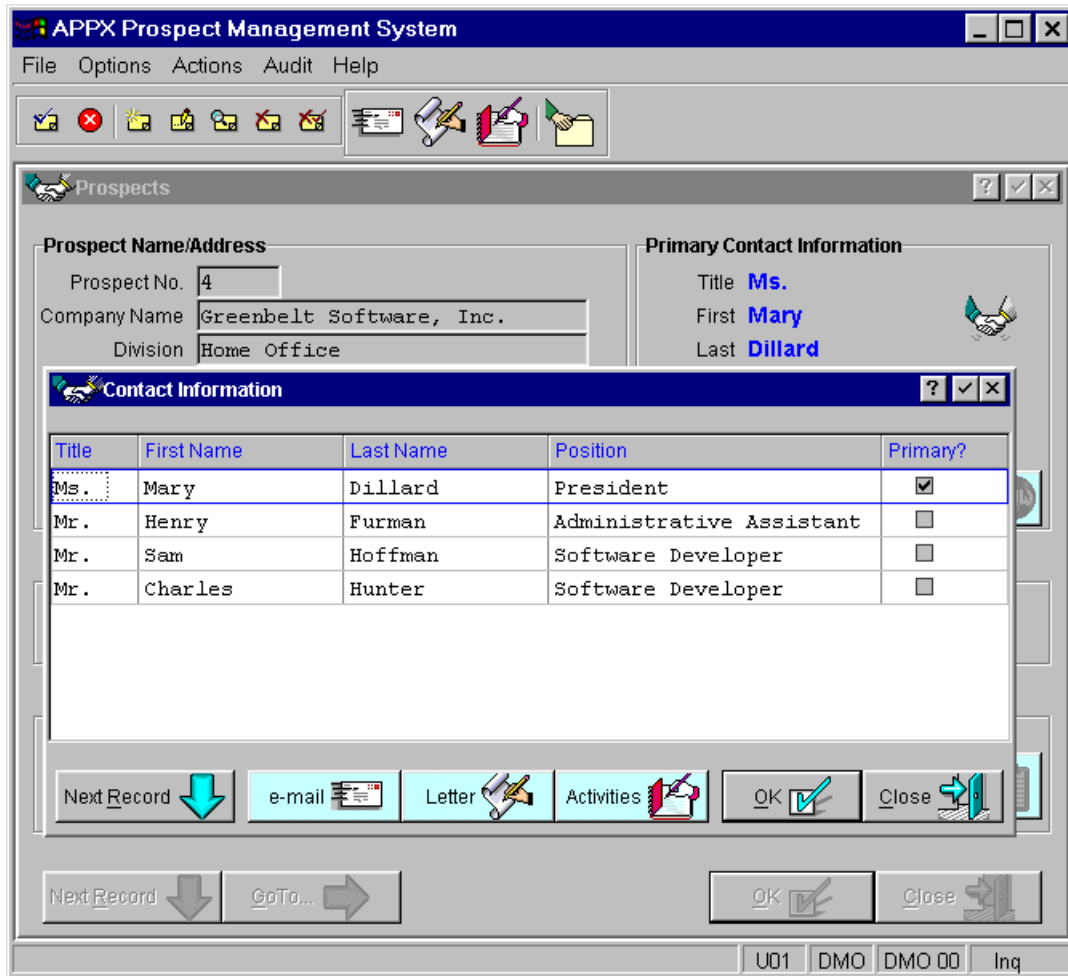 APPX Prospect Management System
File Options Actions Audit Help
Prospects
Prospect Name/Address
Primary Contact Information
Prospect No. 4
Title Ms.
Company Name Greenbelt Software, Inc.
First Mary
Division Home Office
Last Dillard
Contact Information
Title First Name Last Name Position Primary?
Ms. Mary Dillard President
Mr. Henry Furman Administrative Assistant
Mr. Sam Hoffman Software Developer
Mr. Charles Hunter Software Developer
Next Record e-mail Letter Activities OK Close
Next Record GoTo... OK Close
U01 DMO DMO 00 Inq